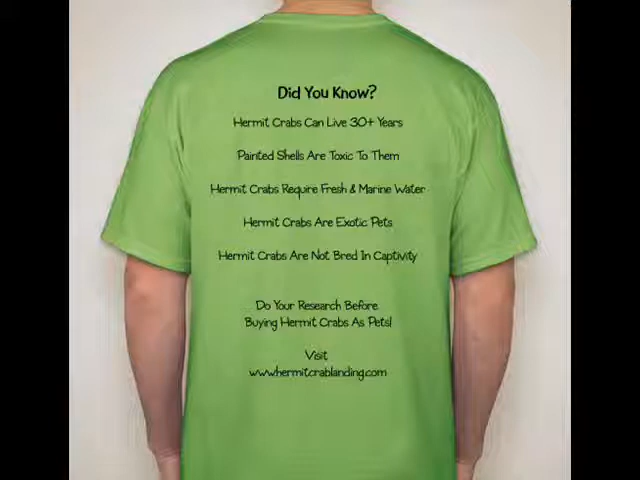 Did You Know?
Hermit Crabs Can Live 30+ Years
Painted Shells Are Toxic To Them
Hermit Crabs Require Fresh & Marine Water
Hermit Crabs Are Exotic Pets
Hermit Crabs Are Not Bred In Captivity
Do Your Research Before
Buying Hermit Crabs As Pets!
Visit
www.hermitcrablanding.com